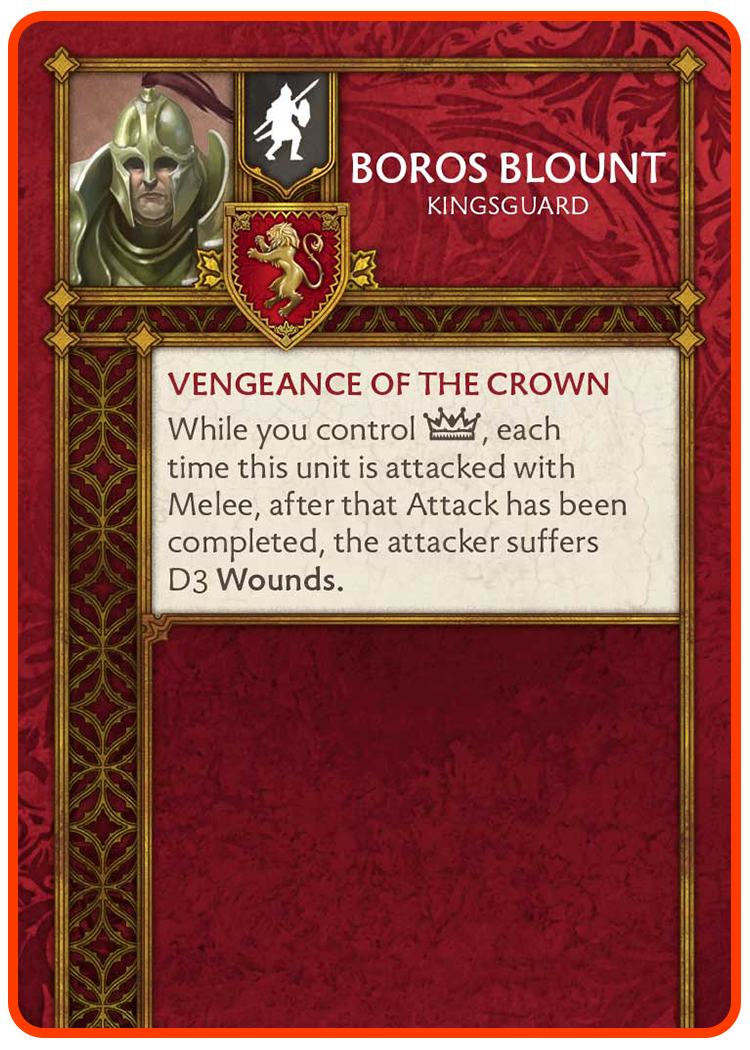 BOROS BLOUNT
KINGSGUARD
VENGEANCE OF THE CROWN
While you control , each
time this unit is attacked with
Melee, after that Attack has been
completed, the attacker suffers
D3 Wounds.